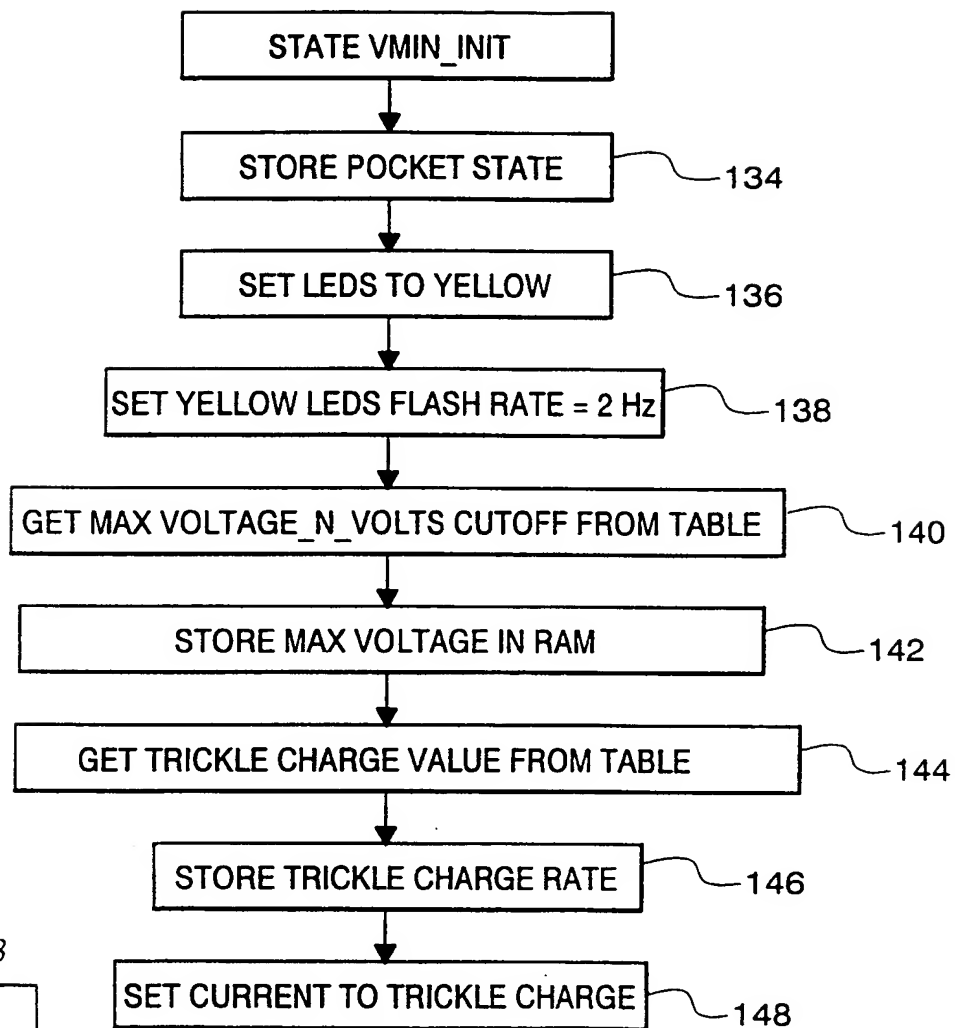 STATE VMIN_INIT
STORE POCKET STATE
134
SET LEDS TO YELLOW
136
SET YELLOW LEDS FLASH RATE = 2 Hz
138
GET MAX VOLTAGE_N_VOLTS CUTOFF FROM TABLE
140
STORE MAX VOLTAGE IN RAM
142
GET TRICKLE CHARGE VALUE FROM TABLE
144
STORE TRICKLE CHARGE RATE
146
SET CURRENT TO TRICKLE CHARGE
148